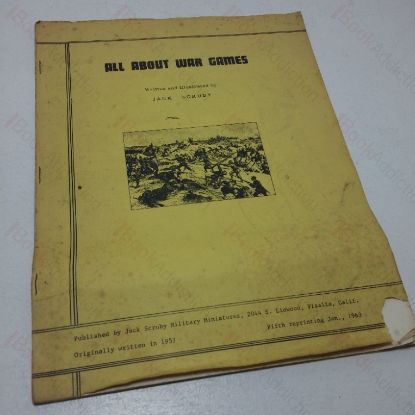 ALL ABOUT WAR GAMES
Written and Illustrated by
JACK SCRUBY
Published by Jack Scruby Military Miniatures, 2044 S. Linwood, Visalia, Calif.
Originally written in 1957
Fifth reprinting Jan., 1963